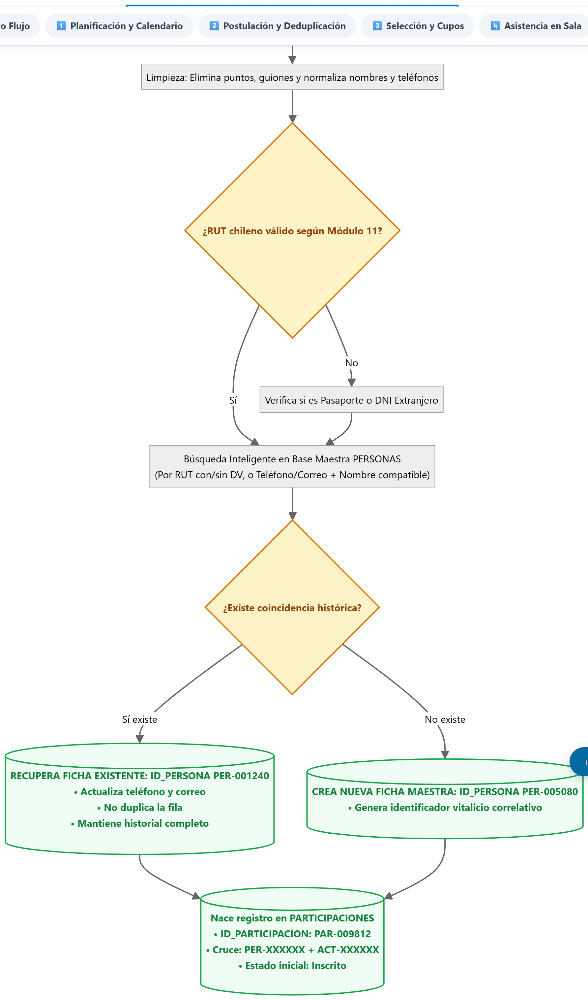 o Flujo
1 Planificación y Calendario
2 Postulación y Deduplicación
3 Selección y Cupos
4 Asistencia en Sala
Limpieza: Elimina puntos, guiones y normaliza nombres y teléfonos
¿RUT chileno válido según Módulo 11?
No
Sí
Verifica si es Pasaporte o DNI Extranjero
Búsqueda Inteligente en Base Maestra PERSONAS
(Por RUT con/sin DV, o Teléfono/Correo + Nombre compatible)
¿Existe coincidencia histórica?
Sí existe
No existe
RECUPERA FICHA EXISTENTE: ID_PERSONA PER-001240
• Actualiza teléfono y correo
• No duplica la fila
• Mantiene historial completo
CREA NUEVA FICHA MAESTRA: ID_PERSONA PER-005080
• Genera identificador vitalicio correlativo
Nace registro en PARTICIPACIONES
• ID_PARTICIPACION: PAR-009812
• Cruce: PER-XXXXXX + ACT-XXXXXX
• Estado inicial: Inscrito